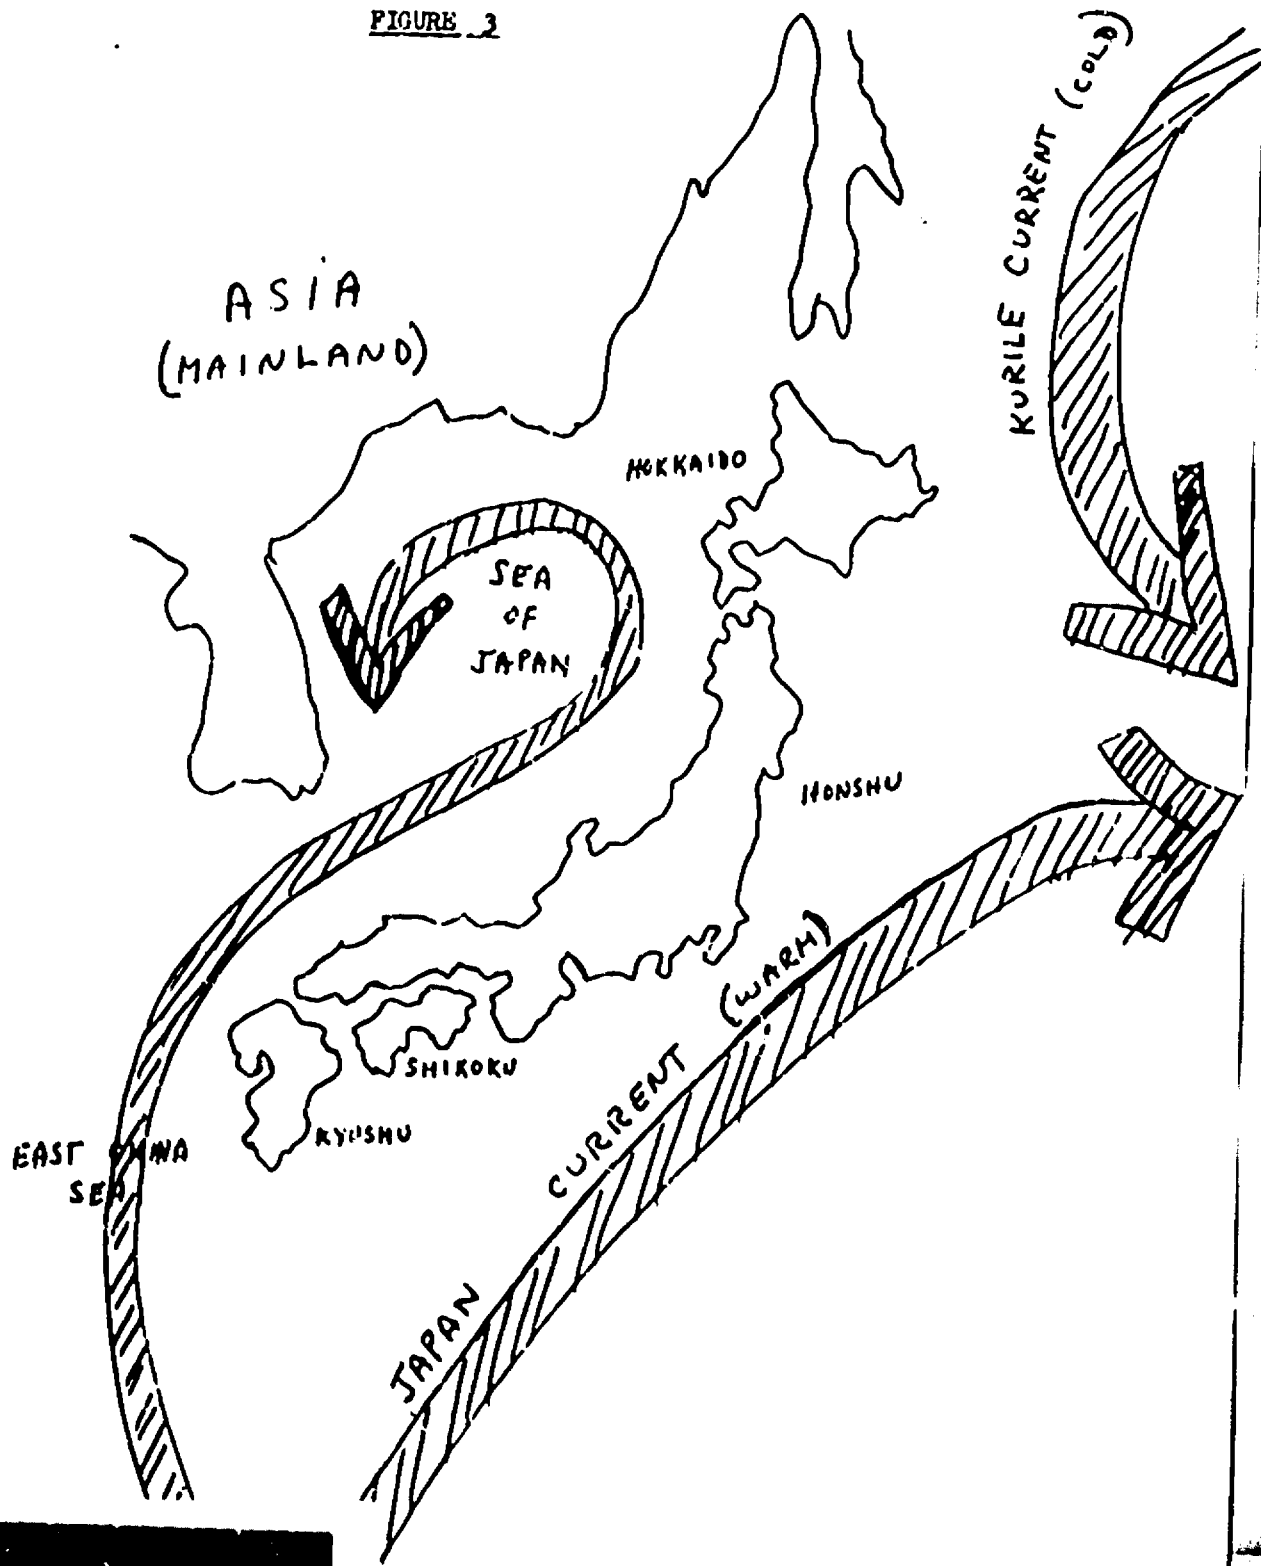 FIGURE 3
KURILE CURRENT (COLD)
ASIA
(MAINLAND)
HOKKAIDO
SEA
OF
JAPAN
HONSHU
JAPAN CURRENT (WARM)
SHIKOKU
KYUSHU
EAST
SEA